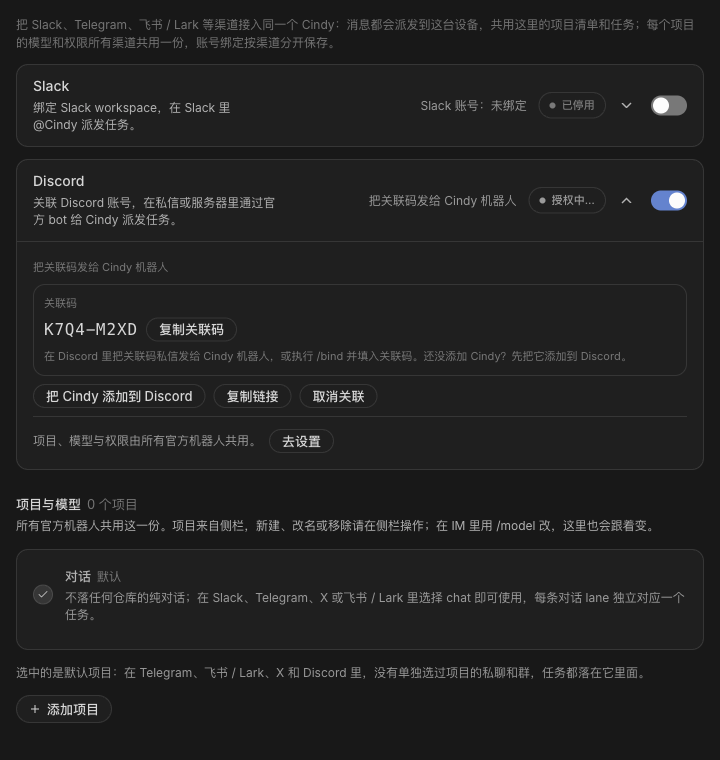 把 Slack、Telegram、飞书 / Lark 等渠道接入同一个 Cindy：消息都会派发到这台设备，共用这里的项目清单和任务；每个项目
的模型和权限所有渠道共用一份，账号绑定按渠道分开保存。
Slack
绑定 Slack workspace，在 Slack 里
@Cindy 派发任务。
Slack 账号：未绑定
已停用
Discord
关联 Discord 账号，在私信或服务器里通过官
方 bot 给 Cindy 派发任务。
把关联码发给 Cindy 机器人
授权中...
把关联码发给 Cindy 机器人
关联码
K7Q4–M2XD
复制关联码
在 Discord 里把关联码私信发给 Cindy 机器人，或执行 /bind 并填入关联码。还没添加 Cindy？先把它添加到 Discord。
把 Cindy 添加到 Discord
复制链接
取消关联
项目、模型与权限由所有官方机器人共用。
去设置
项目与模型 0 个项目
所有官方机器人共用这一份。项目来自侧栏，新建、改名或移除请在侧栏操作；在 IM 里用 /model 改，这里也会跟着变。
对话 默认
不落任何仓库的纯对话；在 Slack、Telegram、X 或飞书 / Lark 里选择 chat 即可使用，每条对话 lane 独立对应一个
任务。
选中的是默认项目：在 Telegram、飞书 / Lark、X 和 Discord 里，没有单独选过项目的私聊和群，任务都落在它里面。
+ 添加项目